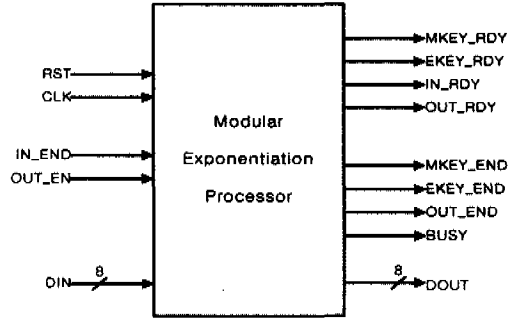 MKEY_RDY
EKEY_RDY
RST
IN_RDY
CLK
OUT_RDY
Modular
IN_END
Exponentiation
MKEY_END
OUT_EN
EKEY_END
Processor
OUT_END
BUSY
8
8
DIN
DOUT